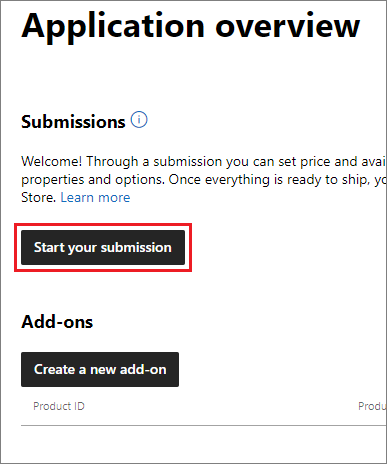 Application overview
Submissions
Welcome! Through a submission you can set price and avai
properties and options. Once everything is ready to ship, yo
Store. Learn more
Start your submission
Add-ons
Create a new add-on
Product ID Produ